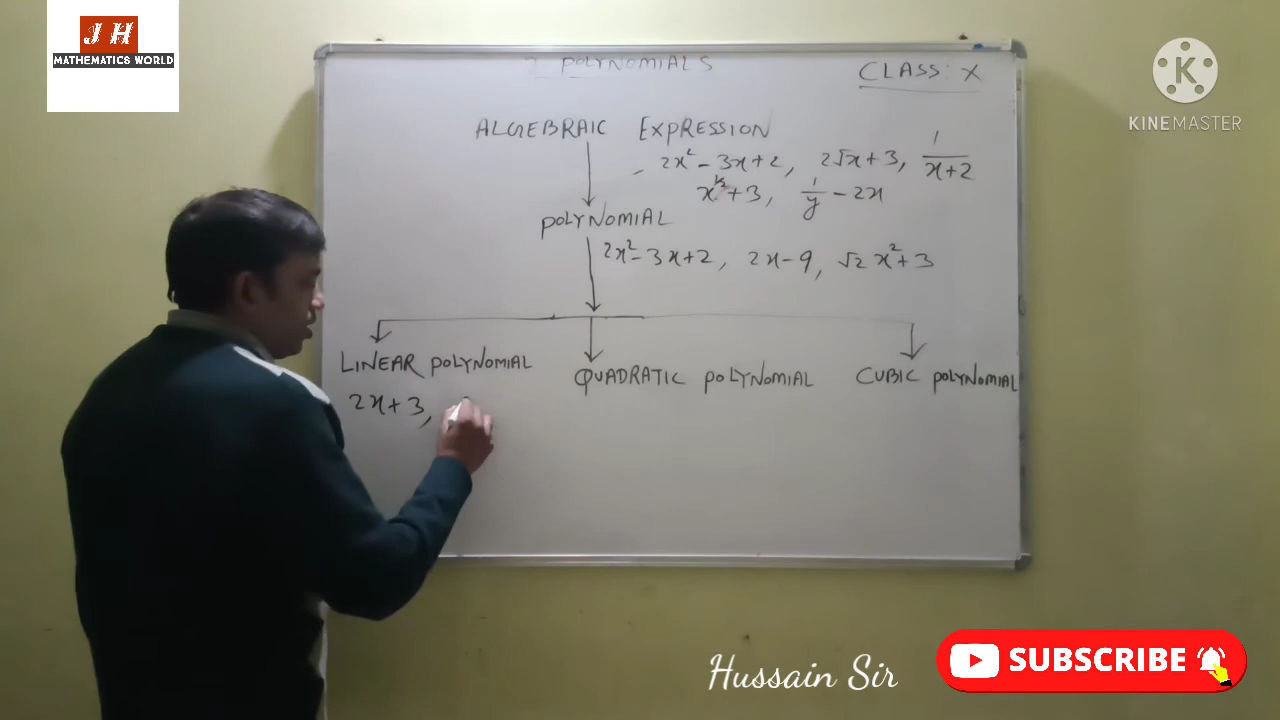 J H
MATHEMATICS WORLD
POLYNOMIALS
CLASS: X
KINEMASTER
ALGEBRAIC EXPRESSION
2x² - 3x + 2, 2√x + 3, 1/(x+2)
x^½ + 3, 1/y - 2x
POLYNOMIAL
2x² - 3x + 2, 2x - 9, √2 x² + 3
LINEAR POLYNOMIAL
QUADRATIC POLYNOMIAL
CUBIC POLYNOMIAL
2x + 3,
Hussain Sir
SUBSCRIBE